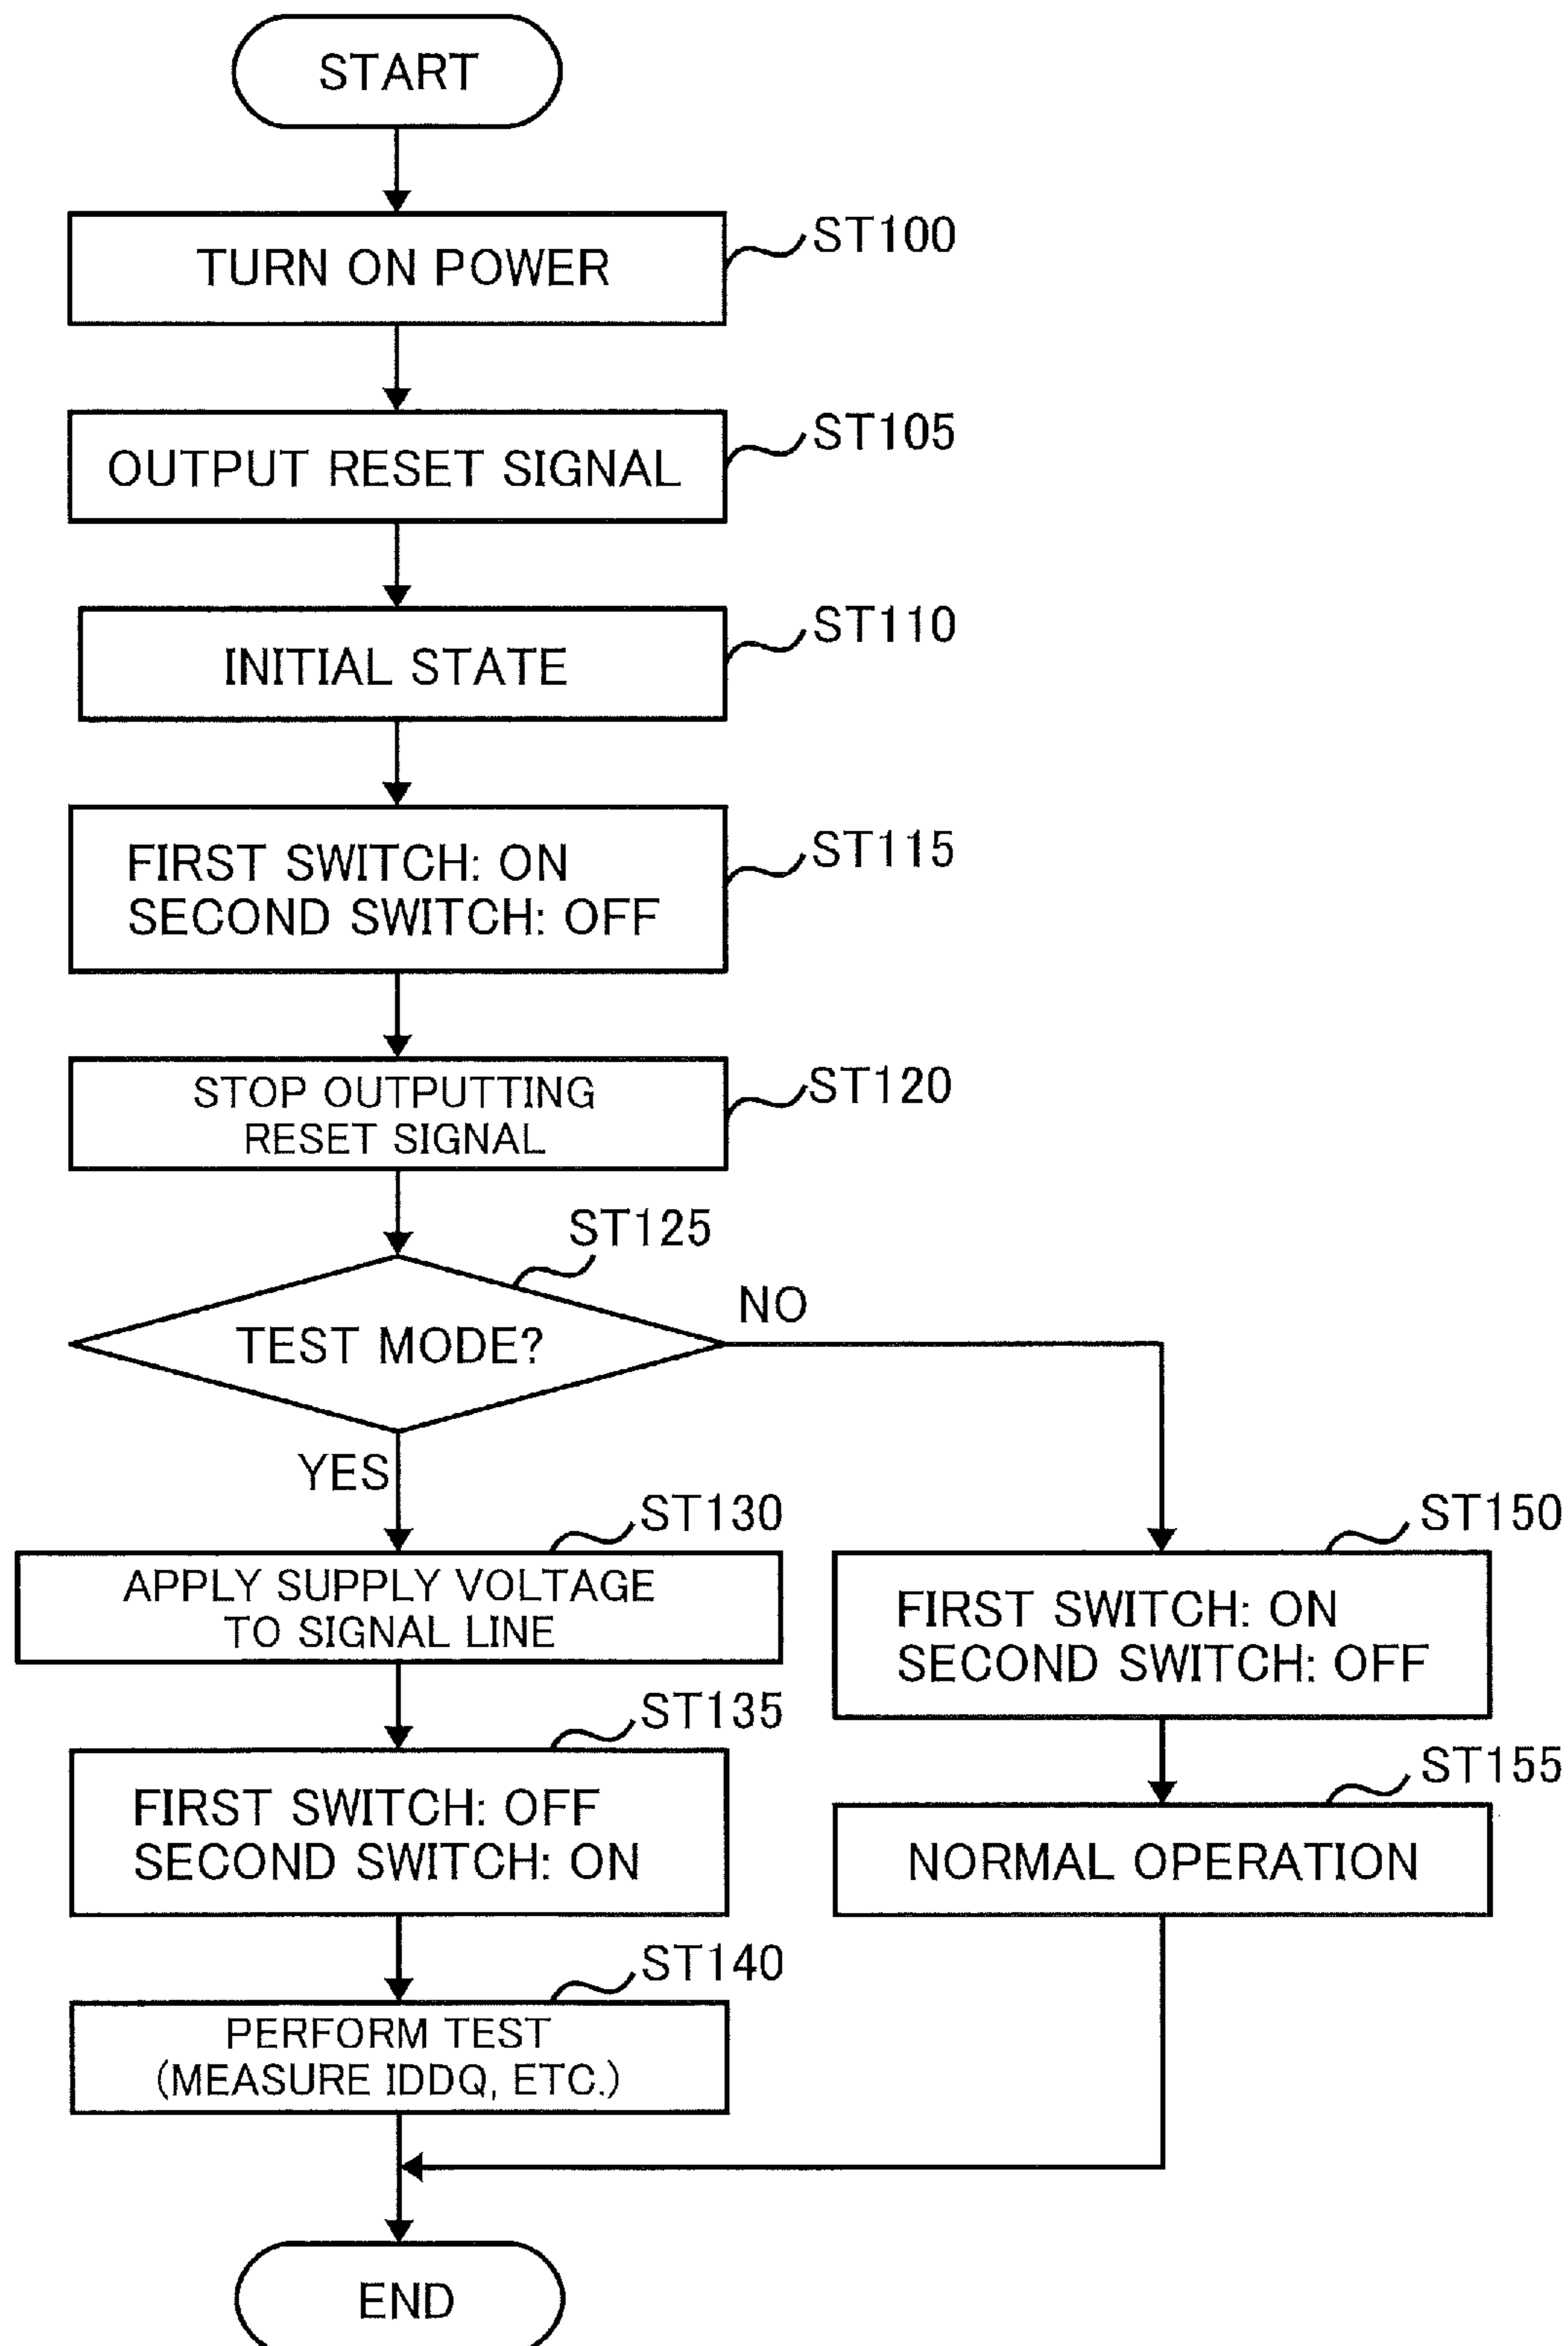 START
TURN ON POWER
ST100
OUTPUT RESET SIGNAL
ST105
INITIAL STATE
ST110
FIRST SWITCH: ON
SECOND SWITCH: OFF
ST115
STOP OUTPUTTING
RESET SIGNAL
ST120
ST125
TEST MODE?
NO
YES
ST130
APPLY SUPPLY VOLTAGE
TO SIGNAL LINE
ST135
FIRST SWITCH: OFF
SECOND SWITCH: ON
ST140
PERFORM TEST
(MEASURE IDDQ, ETC.)
ST150
FIRST SWITCH: ON
SECOND SWITCH: OFF
ST155
NORMAL OPERATION
END